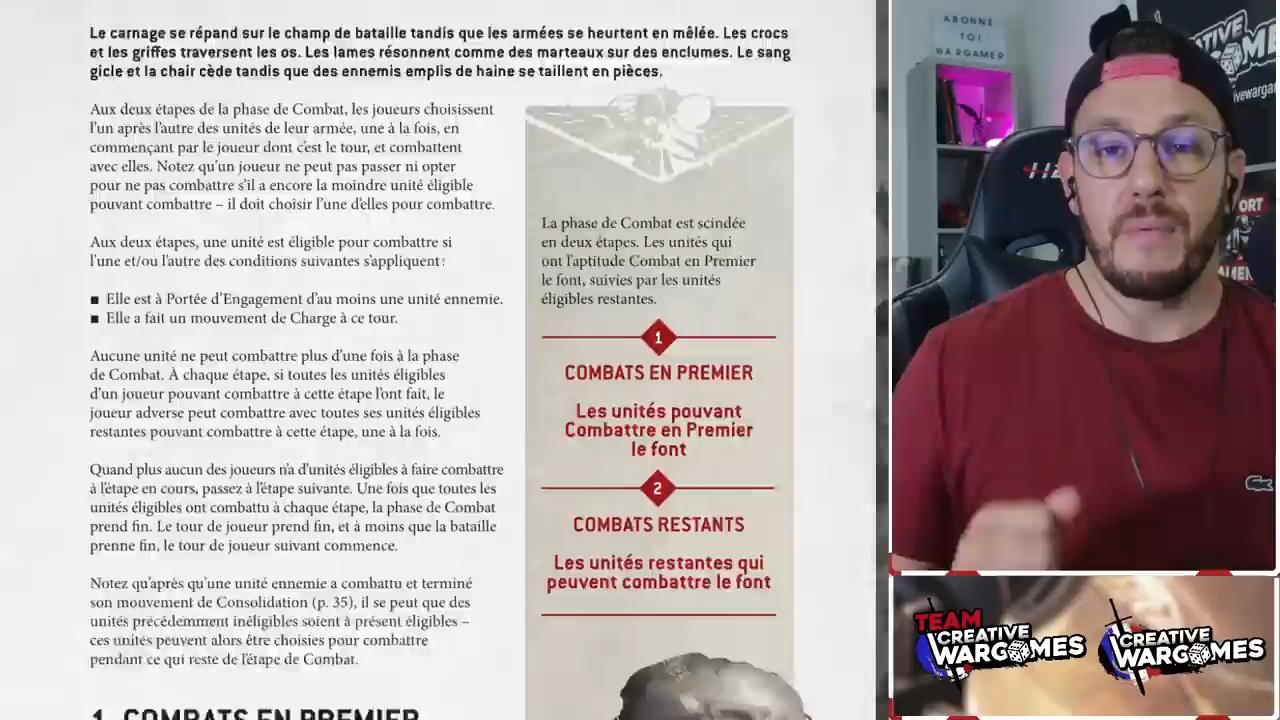 Le carnage se répand sur le champ de bataille tandis que les armées se heurtent en mêlée. Les crocs
et les griffes traversent les os. Les lames résonnent comme des marteaux sur des enclumes. Le sang
gicle et la chair cède tandis que des ennemis emplis de haine se taillent en pièces.
Aux deux étapes de la phase de Combat, les joueurs choisissent
l'un après l'autre des unités de leur armée, une à la fois, en
commençant par le joueur dont c'est le tour, et combattent
avec elles. Notez qu'un joueur ne peut pas passer ni opter
pour ne pas combattre s'il a encore la moindre unité éligible
pouvant combattre – il doit choisir l'une d'elles pour combattre.
Aux deux étapes, une unité est éligible pour combattre si
l'une et/ou l'autre des conditions suivantes s'appliquent :
■ Elle est à Portée d'Engagement d'au moins une unité ennemie.
■ Elle a fait un mouvement de Charge à ce tour.
Aucune unité ne peut combattre plus d'une fois à la phase
de Combat. À chaque étape, si toutes les unités éligibles
d'un joueur pouvant combattre à cette étape l'ont fait, le
joueur adverse peut combattre avec toutes ses unités éligibles
restantes pouvant combattre à cette étape, une à la fois.
Quand plus aucun des joueurs n'a d'unités éligibles à faire combattre
à l'étape en cours, passez à l'étape suivante. Une fois que toutes les
unités éligibles ont combattu à chaque étape, la phase de Combat
prend fin. Le tour de joueur prend fin, et à moins que la bataille
prenne fin, le tour de joueur suivant commence.
Notez qu'après qu'une unité ennemie a combattu et terminé
son mouvement de Consolidation (p. 35), il se peut que des
unités précédemment inéligibles soient à présent éligibles –
ces unités peuvent alors être choisies pour combattre
pendant ce qui reste de l'étape de Combat.
1. COMBATS EN PREMIER
La phase de Combat est scindée
en deux étapes. Les unités qui
ont l'aptitude Combat en Premier
le font, suivies par les unités
éligibles restantes.
1
COMBATS EN PREMIER
Les unités pouvant
Combattre en Premier
le font
2
COMBATS RESTANTS
Les unités restantes qui
peuvent combattre le font
ABONNE
TOI
WARGAMER
TEAM
CREATIVE
WARGAMES
CREATIVE
WARGAMES